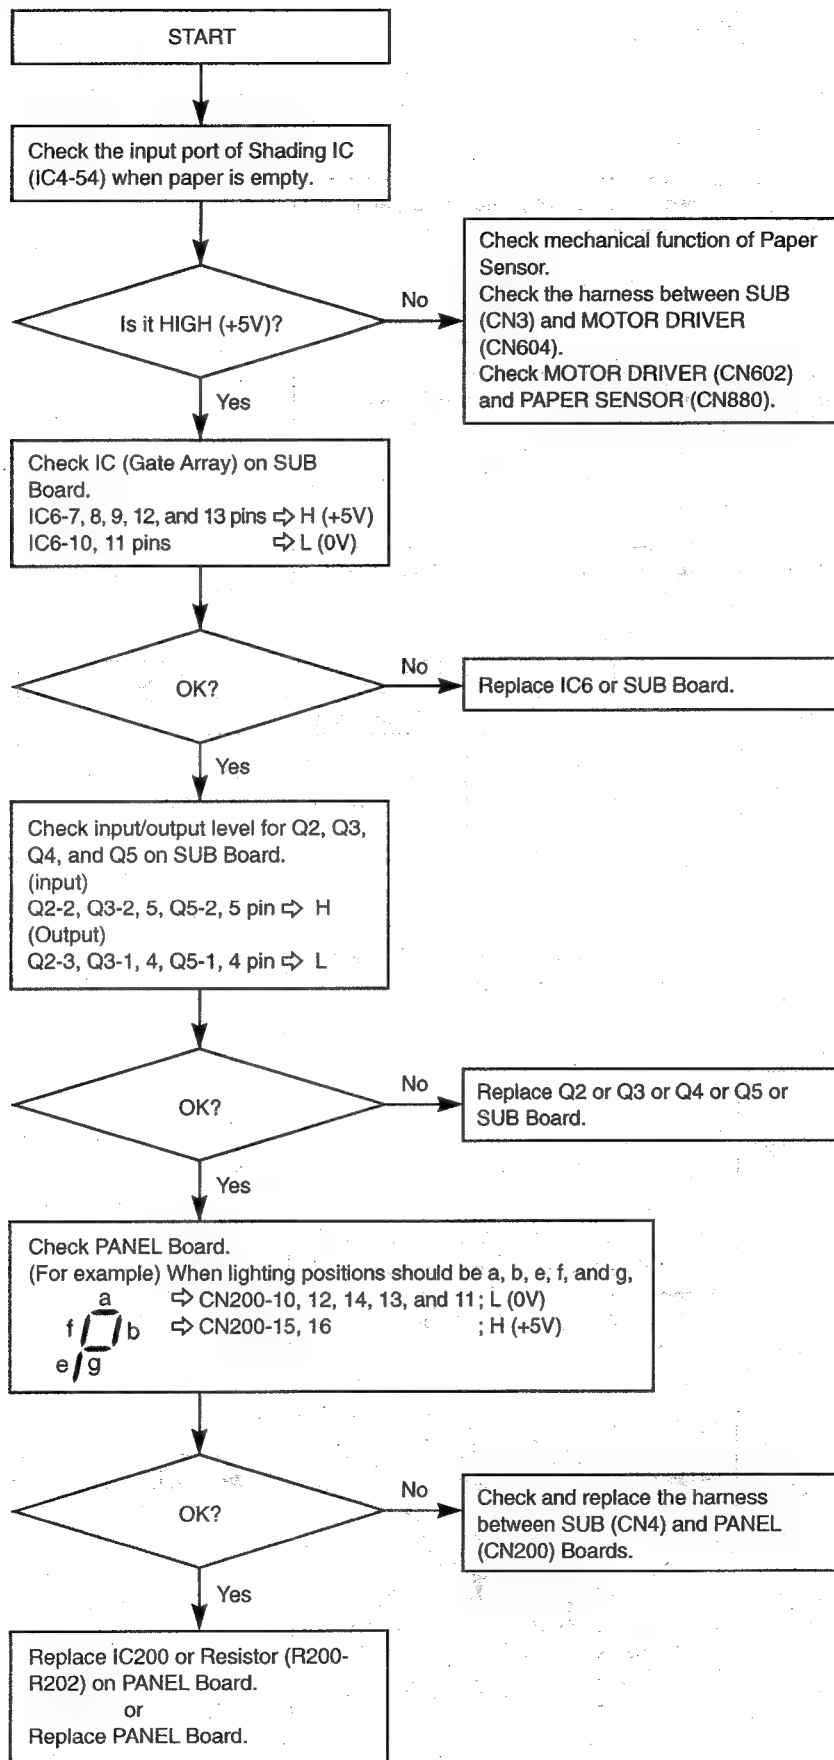 START
Check the input port of Shading IC
(IC4-54) when paper is empty.
Is it HIGH (+5V)?
No
Check mechanical function of Paper
Sensor.
Check the harness between SUB
(CN3) and MOTOR DRIVER
(CN604).
Check MOTOR DRIVER (CN602)
and PAPER SENSOR (CN880).
Yes
Check IC (Gate Array) on SUB
Board.
IC6-7, 8, 9, 12, and 13 pins ⇨ H (+5V)
IC6-10, 11 pins ⇨ L (0V)
OK?
No
Replace IC6 or SUB Board.
Yes
Check input/output level for Q2, Q3,
Q4, and Q5 on SUB Board.
(input)
Q2-2, Q3-2, 5, Q5-2, 5 pin ⇨ H
(Output)
Q2-3, Q3-1, 4, Q5-1, 4 pin ⇨ L
OK?
No
Replace Q2 or Q3 or Q4 or Q5 or
SUB Board.
Yes
Check PANEL Board.
(For example) When lighting positions should be a, b, e, f, and g,
a ⇨ CN200-10, 12, 14, 13, and 11; L (0V)
f b ⇨ CN200-15, 16 ; H (+5V)
e g
OK?
No
Check and replace the harness
between SUB (CN4) and PANEL
(CN200) Boards.
Yes
Replace IC200 or Resistor (R200-
R202) on PANEL Board.
or
Replace PANEL Board.